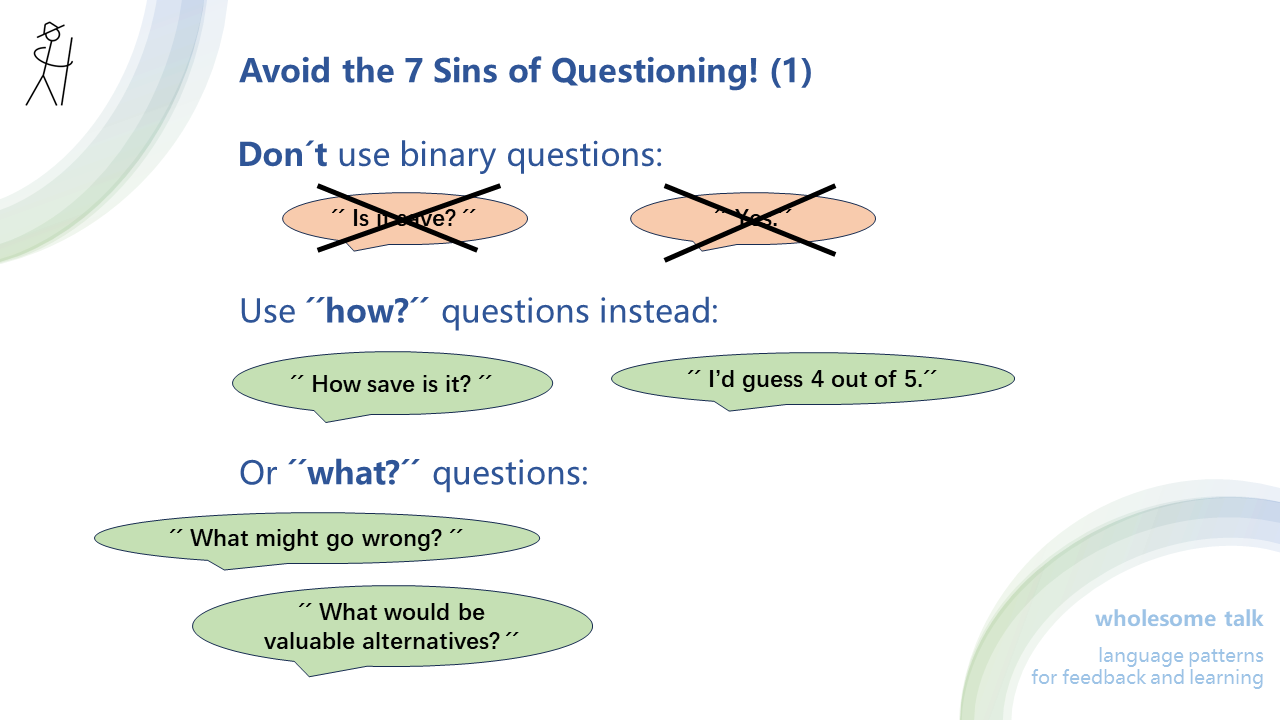 Avoid the 7 Sins of Questioning! (1)
Don´t use binary questions:
´´ Is it save? ´´
´´ Yes. ´´
Use ´´how?´´ questions instead:
´´ How save is it? ´´
´´ I’d guess 4 out of 5.´´
Or ´´what?´´ questions:
´´ What might go wrong? ´´
´´ What would be
valuable alternatives? ´´
wholesome talk
language patterns
for feedback and learning